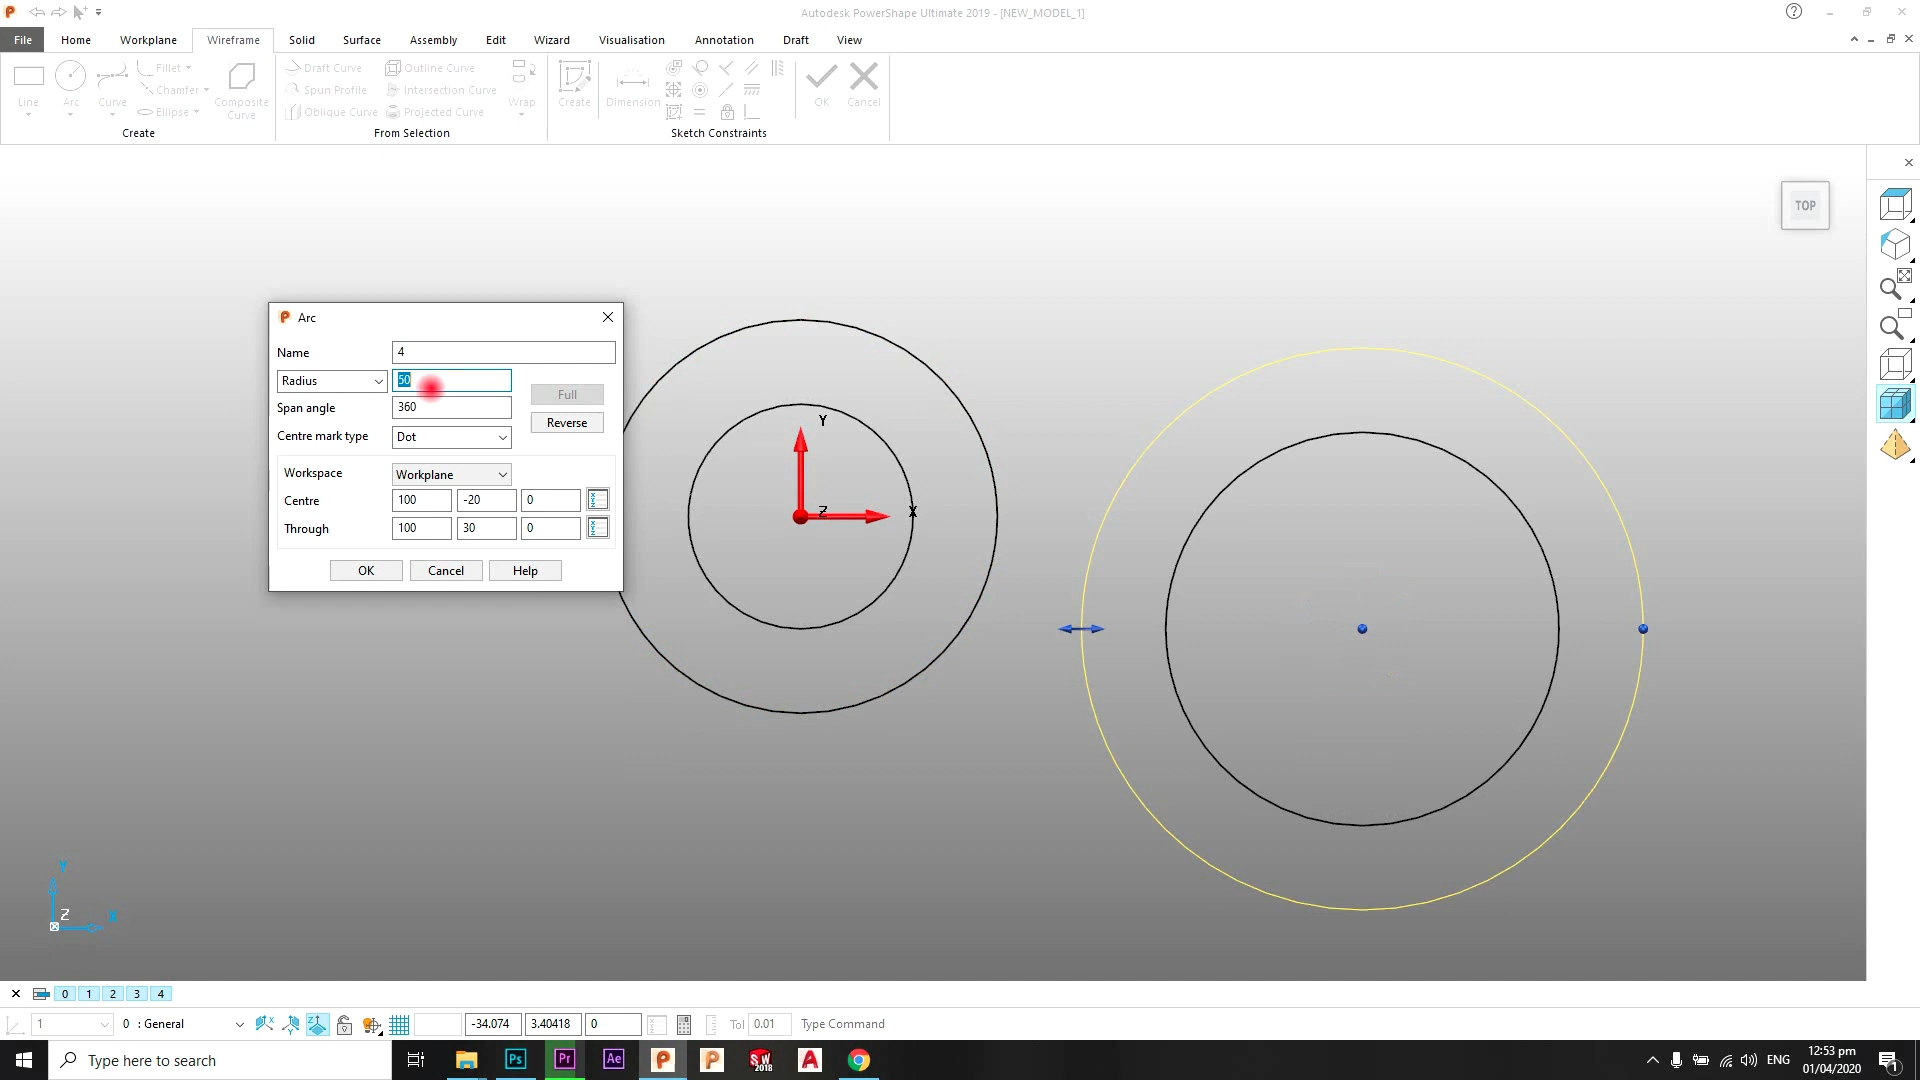 Autodesk PowerShape Ultimate 2019 - [NEW_MODEL_1]
File Home Workplane Wireframe Solid Surface Assembly Edit Wizard Visualisation Annotation Draft View
Line
Arc
Curve
Fillet
Chamfer
Ellipse
Composite Curve
Create
Draft Curve
Spun Profile
Oblique Curve
Outline Curve
Intersection Curve
Projected Curve
Wrap
From Selection
Create
Dimension
OK
Cancel
Sketch Constraints
TOP
Arc
Name 4
Radius 50
Full
Span angle 360
Reverse
Centre mark type Dot
Workspace Workplane
Centre 100 -20 0
Through 100 30 0
OK Cancel Help
Y
Z
X
Y
Z
X
0 1 2 3 4
1 0 : General -34.074 3.40418 0 Tol 0.01 Type Command
Type here to search
Ps Pr Ae
SW 2018
ENG
12:53 pm
01/04/2020
1